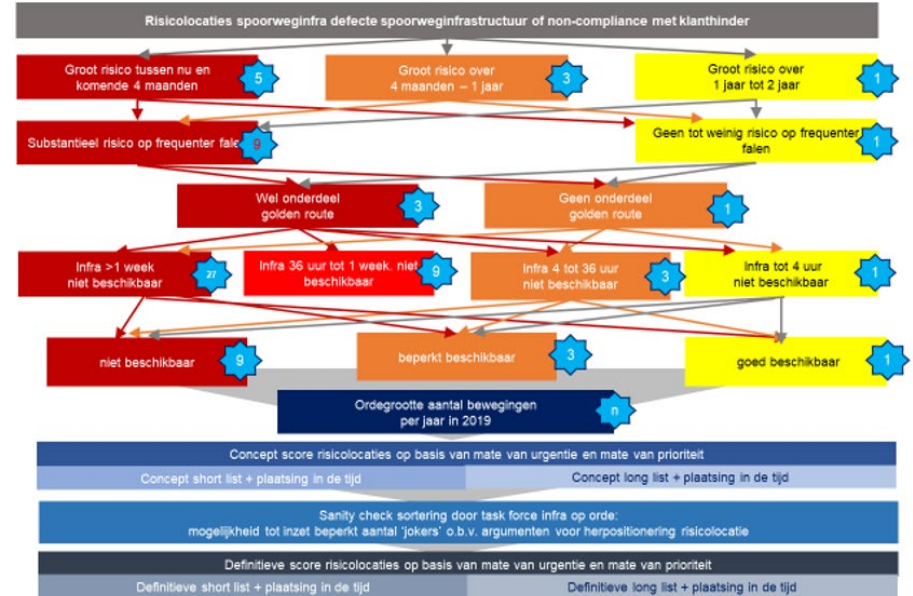 Risicolocaties spoorweginfra defecte spoorweginfrastructuur of non-compliance met klanthinder
Groot risico tussen nu en
komende 4 maanden
5
Groot risico over
4 maanden – 1 jaar
3
Groot risico over
1 jaar tot 2 jaar
1
Substantieel risico op frequenter
9
Geen tot weinig risico op frequenter
falen
1
Wel onderdeel
golden route
3
Geen onderdeel
golden route
1
Infra >1 week
niet beschikbaar
27
Infra 36 uur tot 1 week. niet
beschikbaar
9
Infra 4 tot 36 uur
niet beschikbaar
3
Infra tot 4 uur
niet beschikbaar
1
niet beschikbaar
9
beperkt beschikbaar
3
goed beschikbaar
1
Ordegrootte aantal bewegingen
per jaar in 2019
n
Concept score risicolocaties op basis van mate van urgentie en mate van prioriteit
Concept short list + plaatsing in de tijd
Concept long list + plaatsing in de tijd
Sanity check sortering door task force infra op orde:
mogelijkheid tot inzet beperkt aantal 'jokers' o.b.v. argumenten voor herpositionering risicolocatie
Definitieve score risicolocaties op basis van mate van urgentie en mate van prioriteit
Definitieve short list + plaatsing in de tijd
Definitieve long list + plaatsing in de tijd